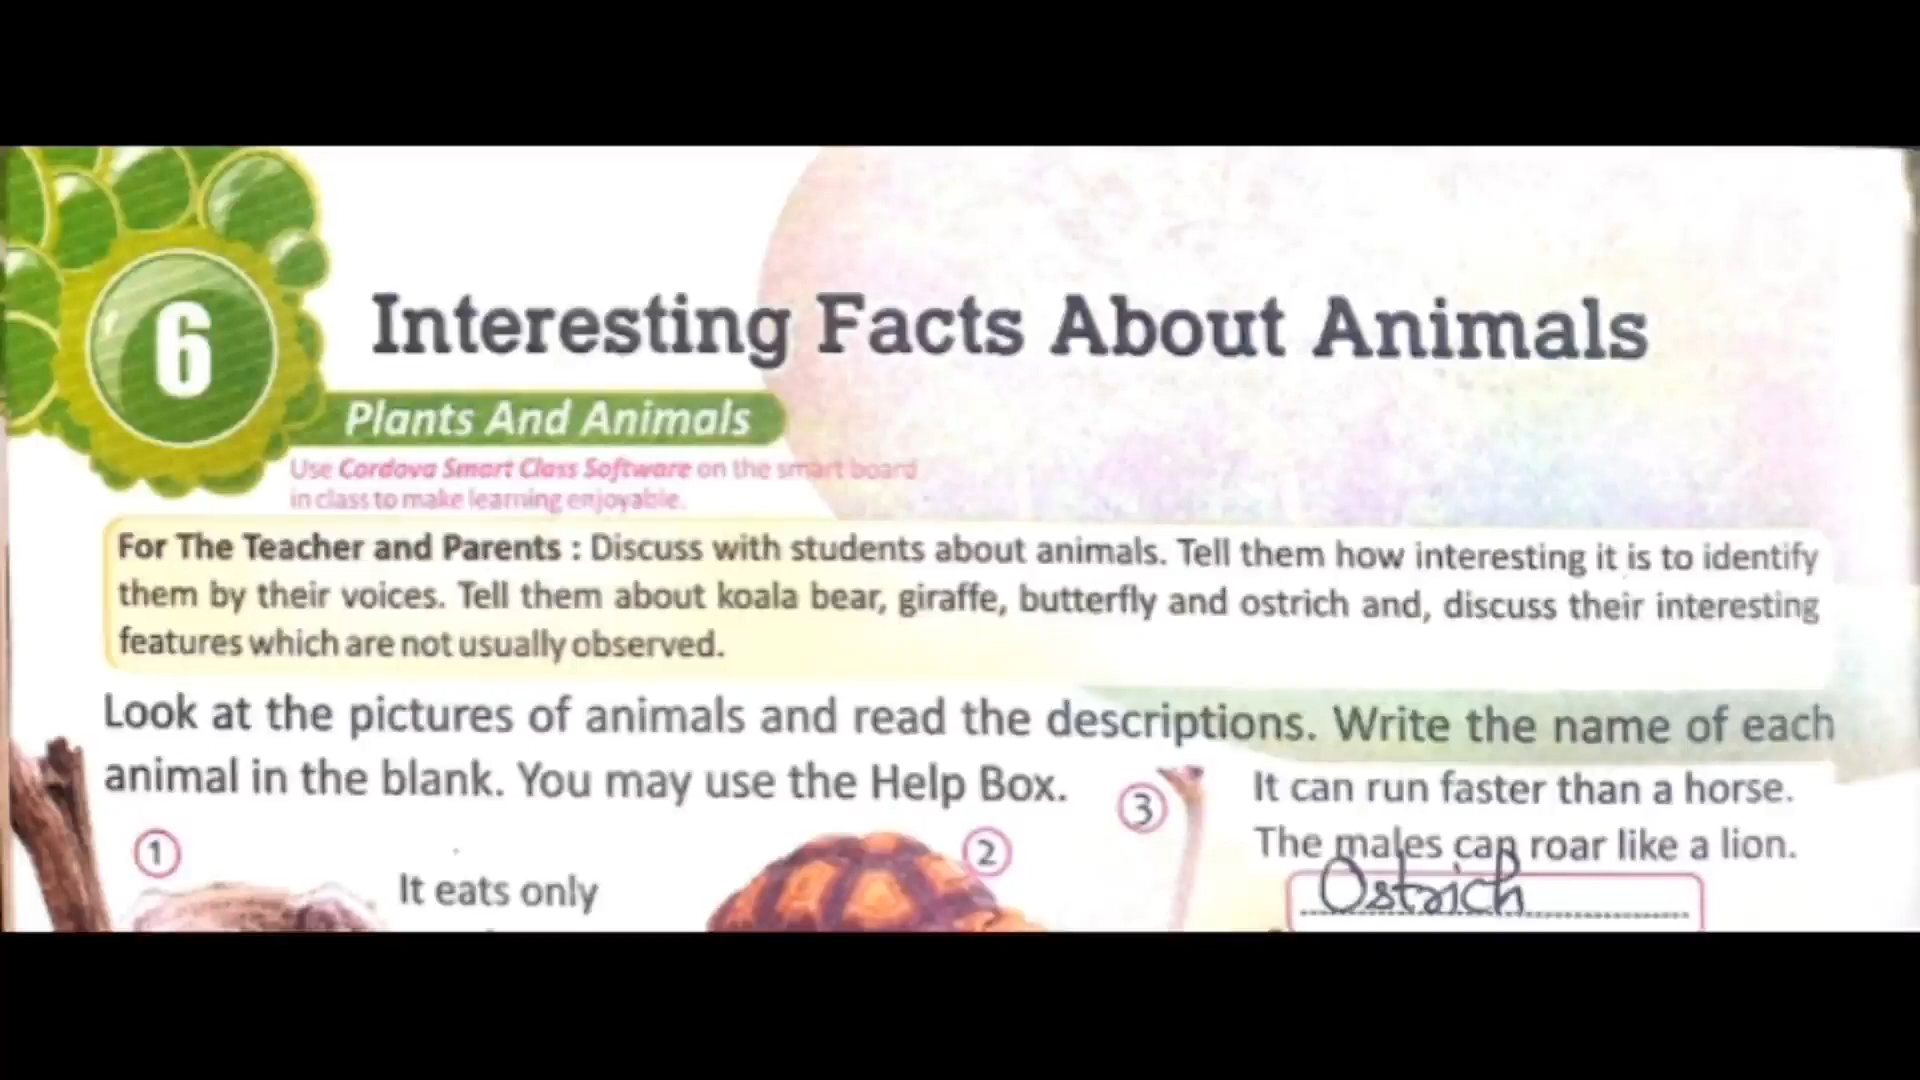 6
Interesting Facts About Animals
Plants And Animals
Use Cordova Smart Class Software on the smart board
in class to make learning enjoyable.
For The Teacher and Parents : Discuss with students about animals. Tell them how interesting it is to identify
them by their voices. Tell them about koala bear, giraffe, butterfly and ostrich and, discuss their interesting
features which are not usually observed.
Look at the pictures of animals and read the descriptions. Write the name of each
animal in the blank. You may use the Help Box.
1
It eats only
2
3
It can run faster than a horse.
The males can roar like a lion.
Ostrich